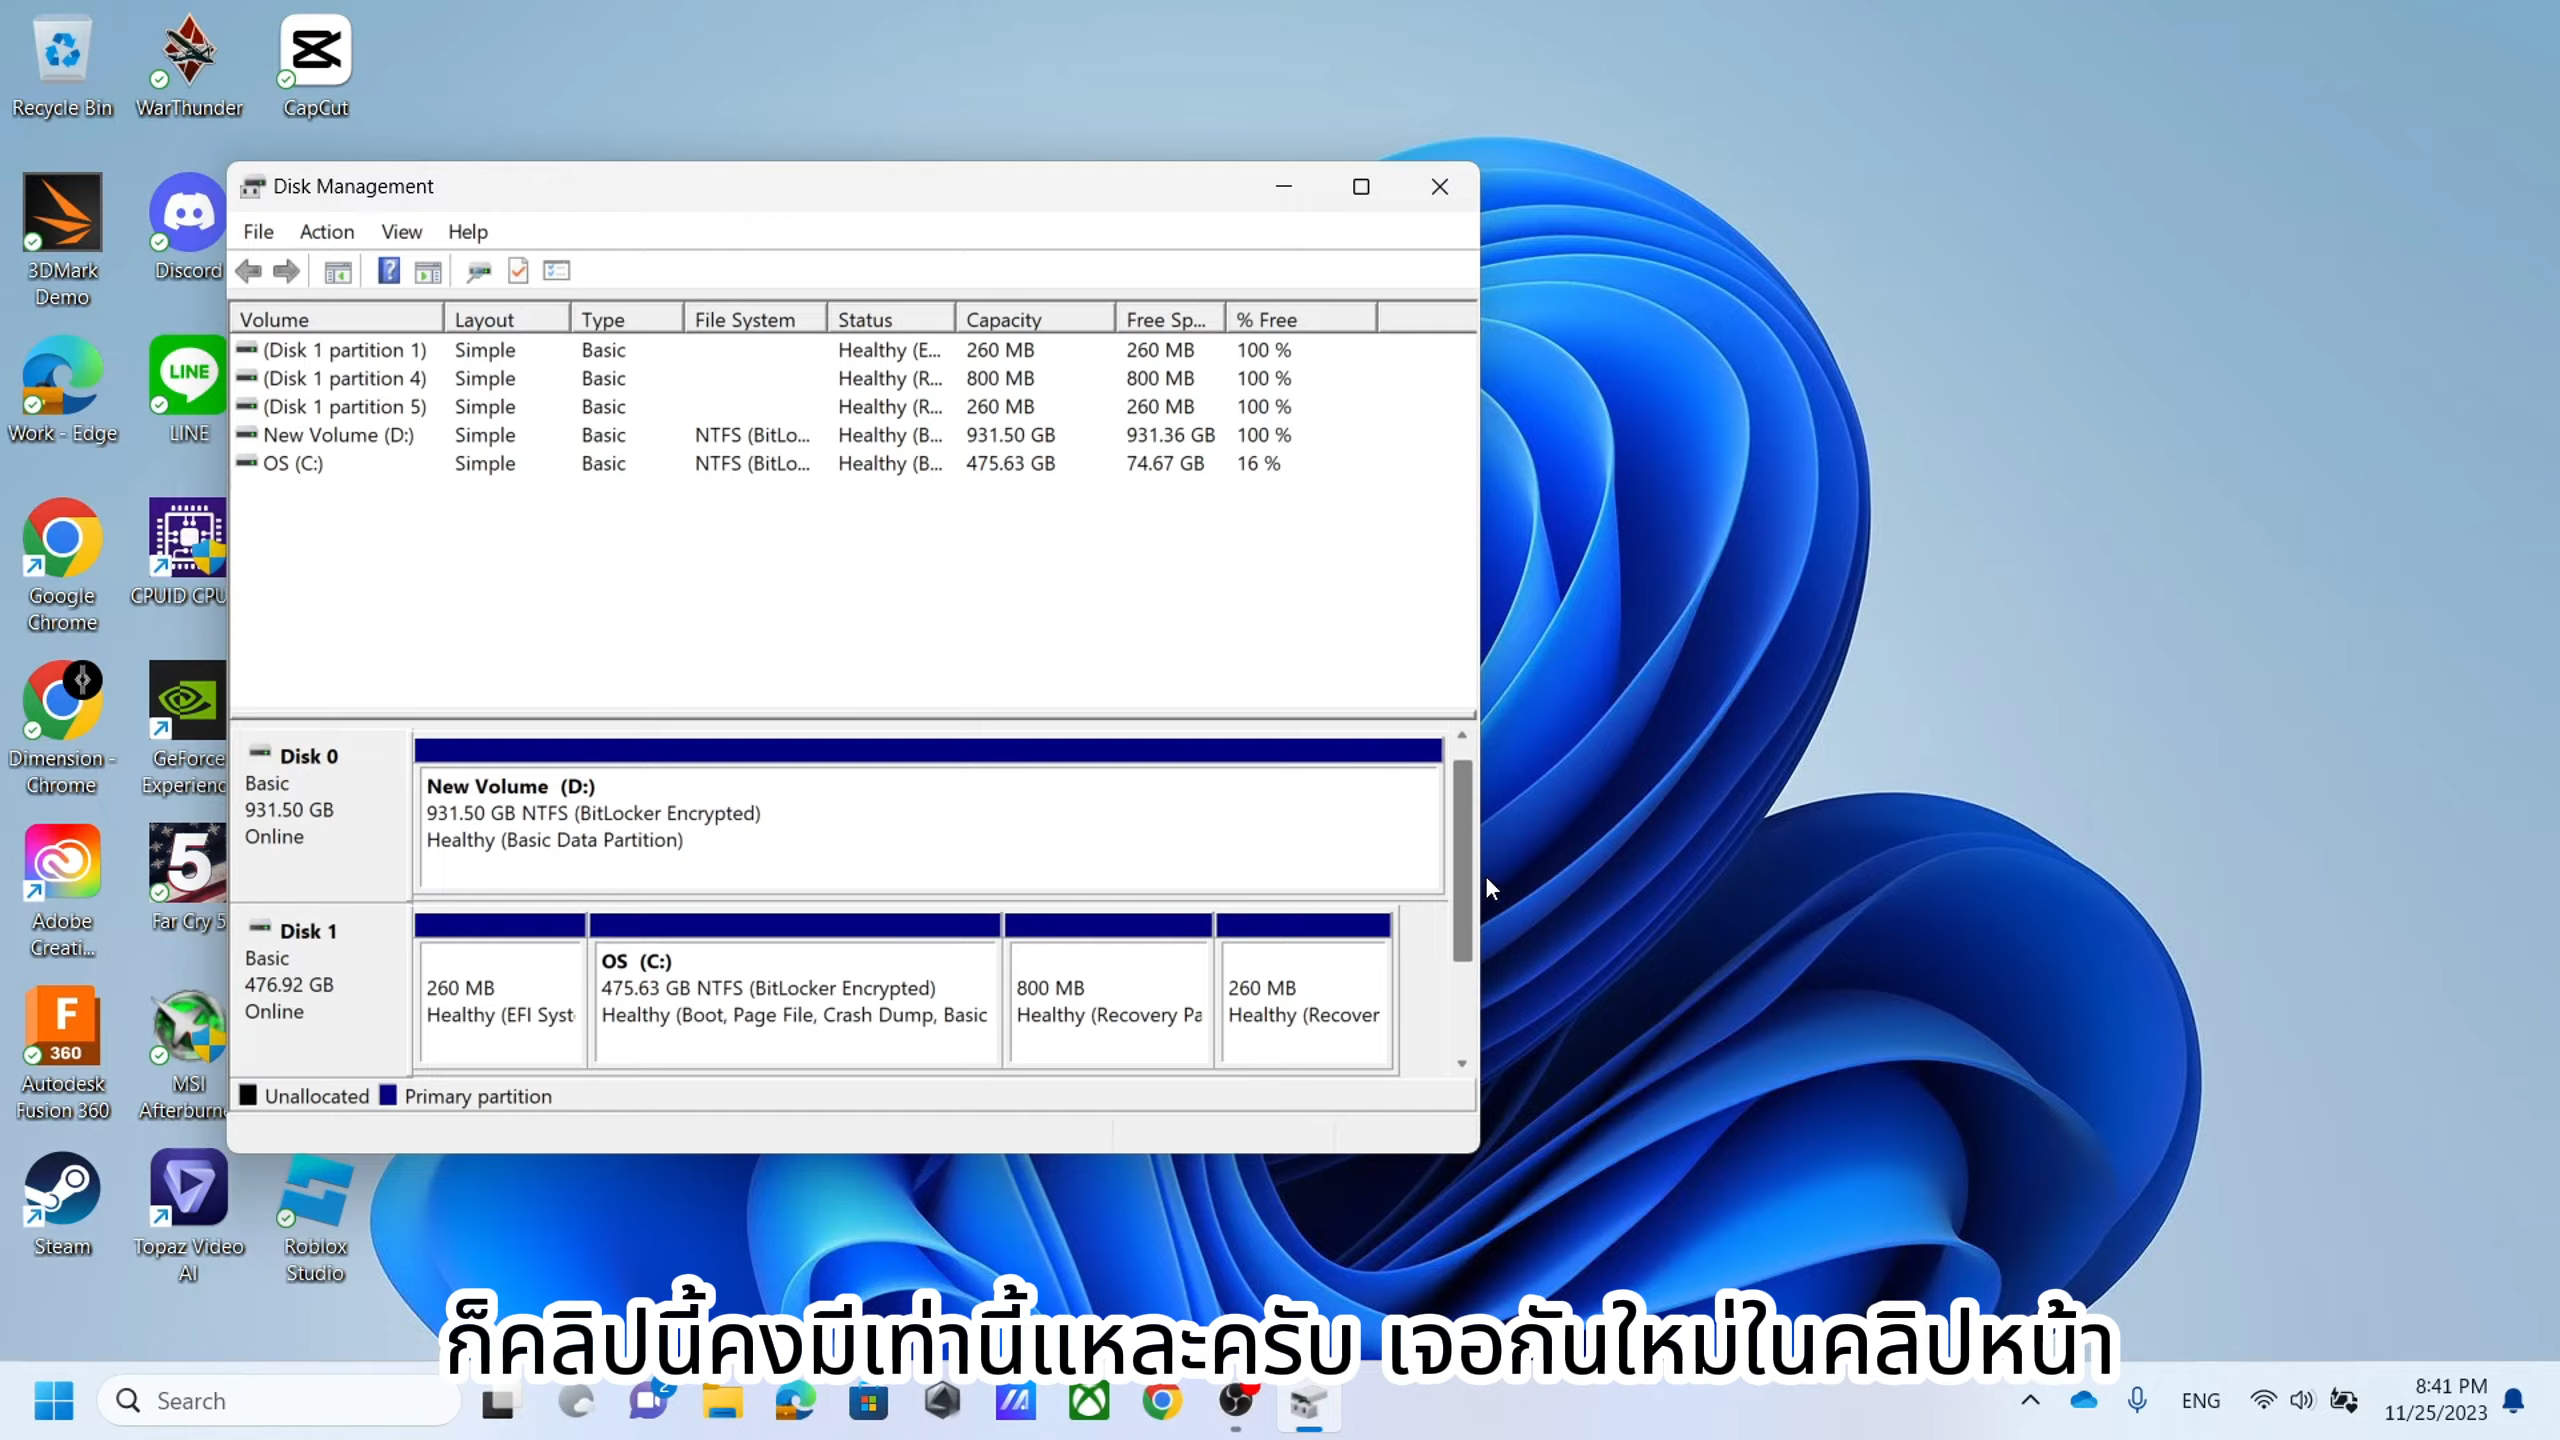 Recycle Bin
WarThunder
CapCut
3DMark Demo
Discord
Work - Edge
LINE
Google Chrome
CPUID CPU
Dimension - Chrome
GeForce Experienc
Adobe Creati...
Far Cry 5
Autodesk Fusion 360
MSI Afterburn
Steam
Topaz Video AI
Roblox Studio
Disk Management
File Action View Help
Volume Layout Type File System Status Capacity Free Sp... % Free
(Disk 1 partition 1) Simple Basic Healthy (E... 260 MB 260 MB 100 %
(Disk 1 partition 4) Simple Basic Healthy (R... 800 MB 800 MB 100 %
(Disk 1 partition 5) Simple Basic Healthy (R... 260 MB 260 MB 100 %
New Volume (D:) Simple Basic NTFS (BitLo... Healthy (B... 931.50 GB 931.36 GB 100 %
OS (C:) Simple Basic NTFS (BitLo... Healthy (B... 475.63 GB 74.67 GB 16 %
Disk 0
Basic
931.50 GB
Online
New Volume (D:)
931.50 GB NTFS (BitLocker Encrypted)
Healthy (Basic Data Partition)
Disk 1
Basic
476.92 GB
Online
260 MB
Healthy (EFI Syst
OS (C:)
475.63 GB NTFS (BitLocker Encrypted)
Healthy (Boot, Page File, Crash Dump, Basic
800 MB
Healthy (Recovery Pa
260 MB
Healthy (Recover
Unallocated Primary partition
ก็คลิปนี้คงมีเท่านี้แหละครับ เจอกันใหม่ในคลิปหน้า
Search
2
ENG
8:41 PM
11/25/2023